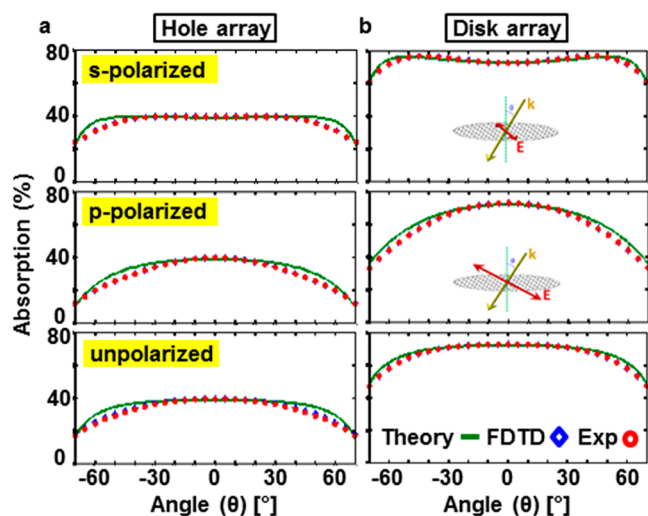 a Hole array b Disk array
80
s-polarized
40
0
k
θ
E
80
p-polarized
40
0
k
θ
E
80
unpolarized
40
0
Theory FDTD Exp
Absorption (%)
-60 -30 0 30 60 -60 -30 0 30 60
Angle (θ) [°] Angle (θ) [°]